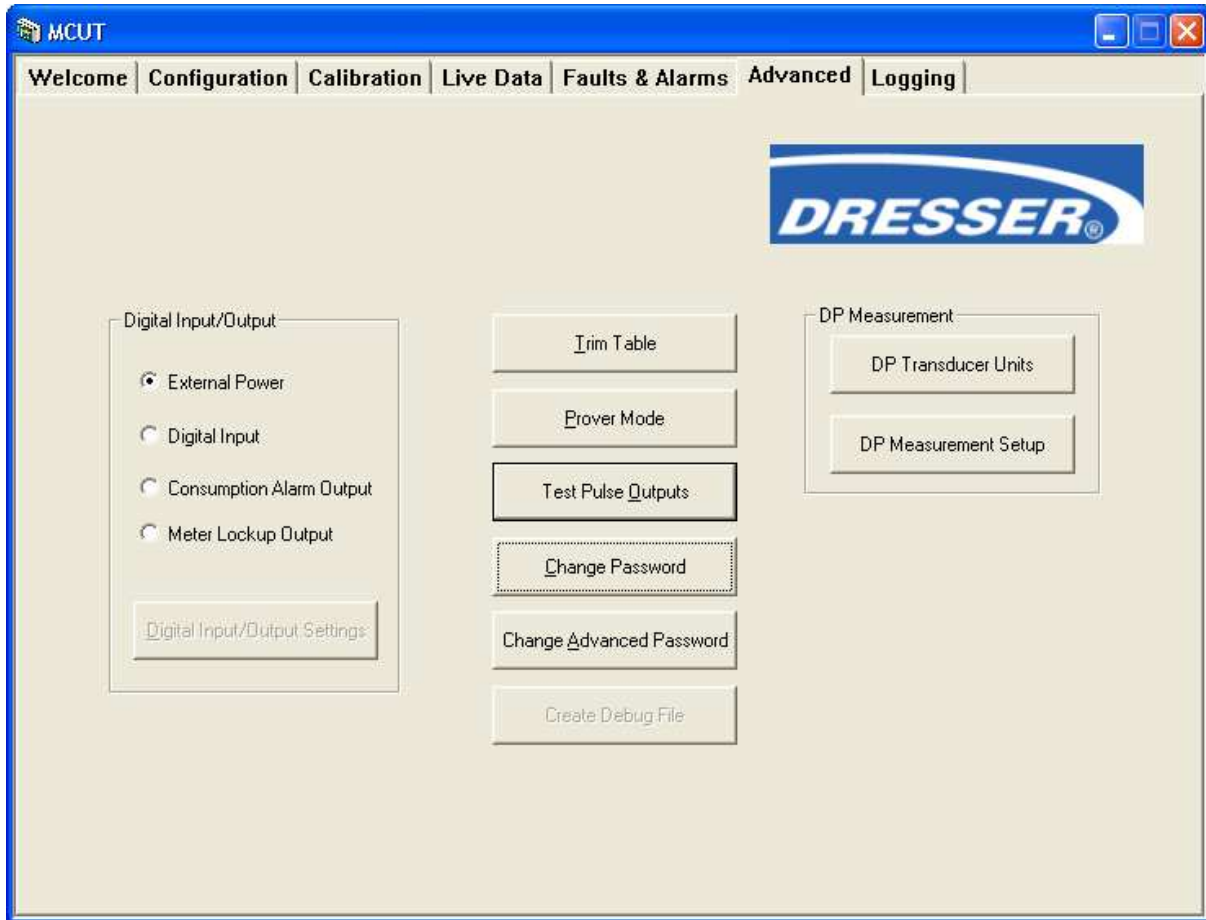 MCUT
Welcome Configuration Calibration Live Data Faults & Alarms Advanced Logging
DRESSER®
Digital Input/Output
External Power
Digital Input
Consumption Alarm Output
Meter Lockup Output
Digital Input/Output Settings
Trim Table
Prover Mode
Test Pulse Outputs
Change Password
Change Advanced Password
Create Debug File
DP Measurement
DP Transducer Units
DP Measurement Setup